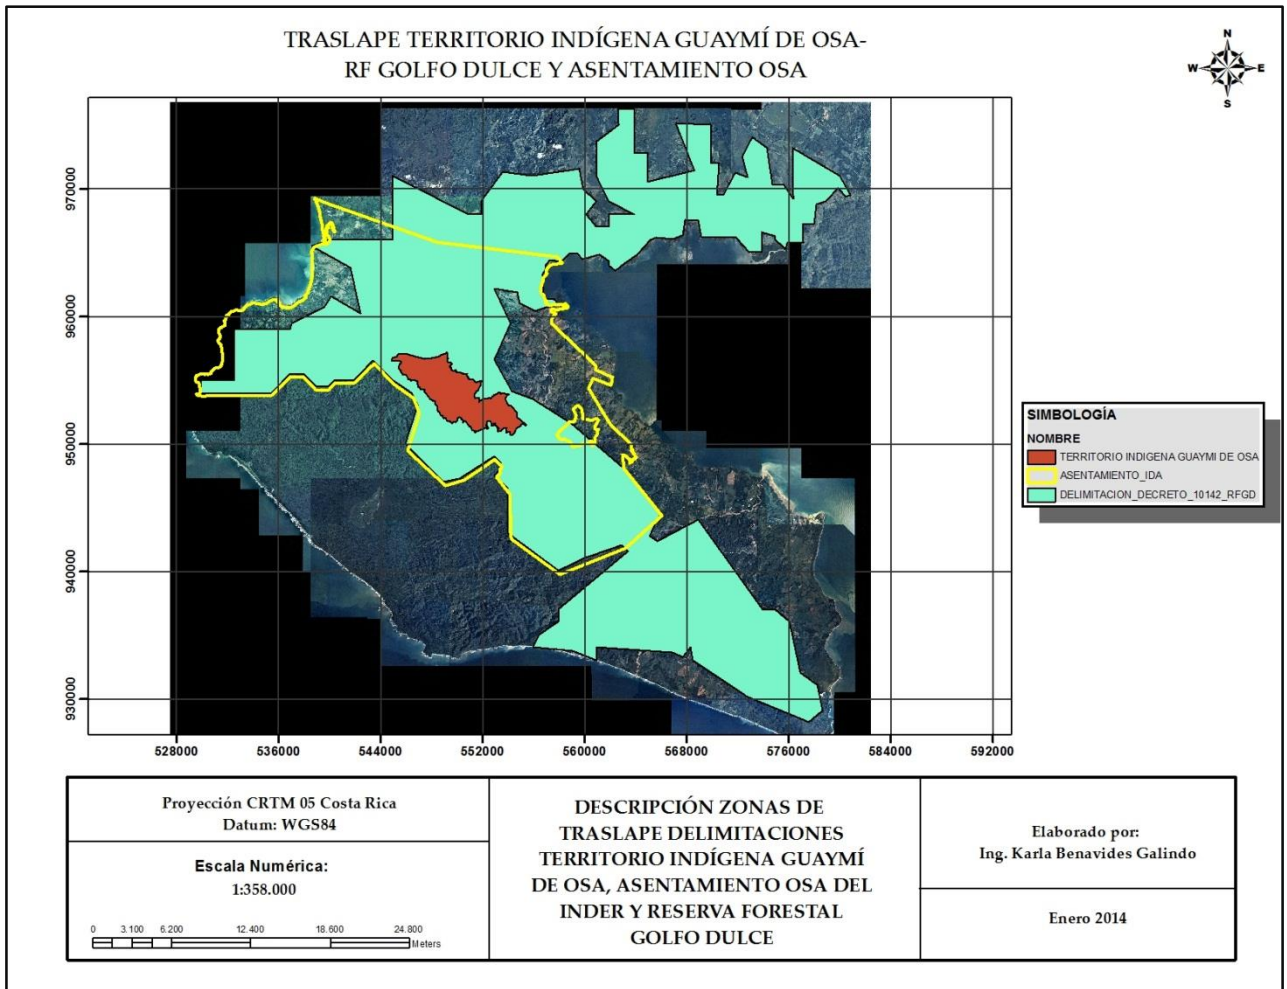 TRASLAPE TERRITORIO INDÍGENA GUAYMÍ DE OSA-
RF GOLFO DULCE Y ASENTAMIENTO OSA
N
W
E
S
970000
960000
950000
940000
930000
528000
536000
544000
552000
560000
568000
576000
584000
592000
SIMBOLOGÍA
NOMBRE
TERRITORIO INDIGENA GUAYMI DE OSA
ASENTAMIENTO_IDA
DELIMITACION_DECRETO_10142_RFGD
Proyección CRTM 05 Costa Rica
Datum: WGS84
Escala Numérica:
1:358.000
0 3.100 6.200 12.400 18.600 24.800
Meters
DESCRIPCIÓN ZONAS DE
TRASLAPE DELIMITACIONES
TERRITORIO INDÍGENA GUAYMÍ
DE OSA, ASENTAMIENTO OSA DEL
INDER Y RESERVA FORESTAL
GOLFO DULCE
Elaborado por:
Ing. Karla Benavides Galindo
Enero 2014